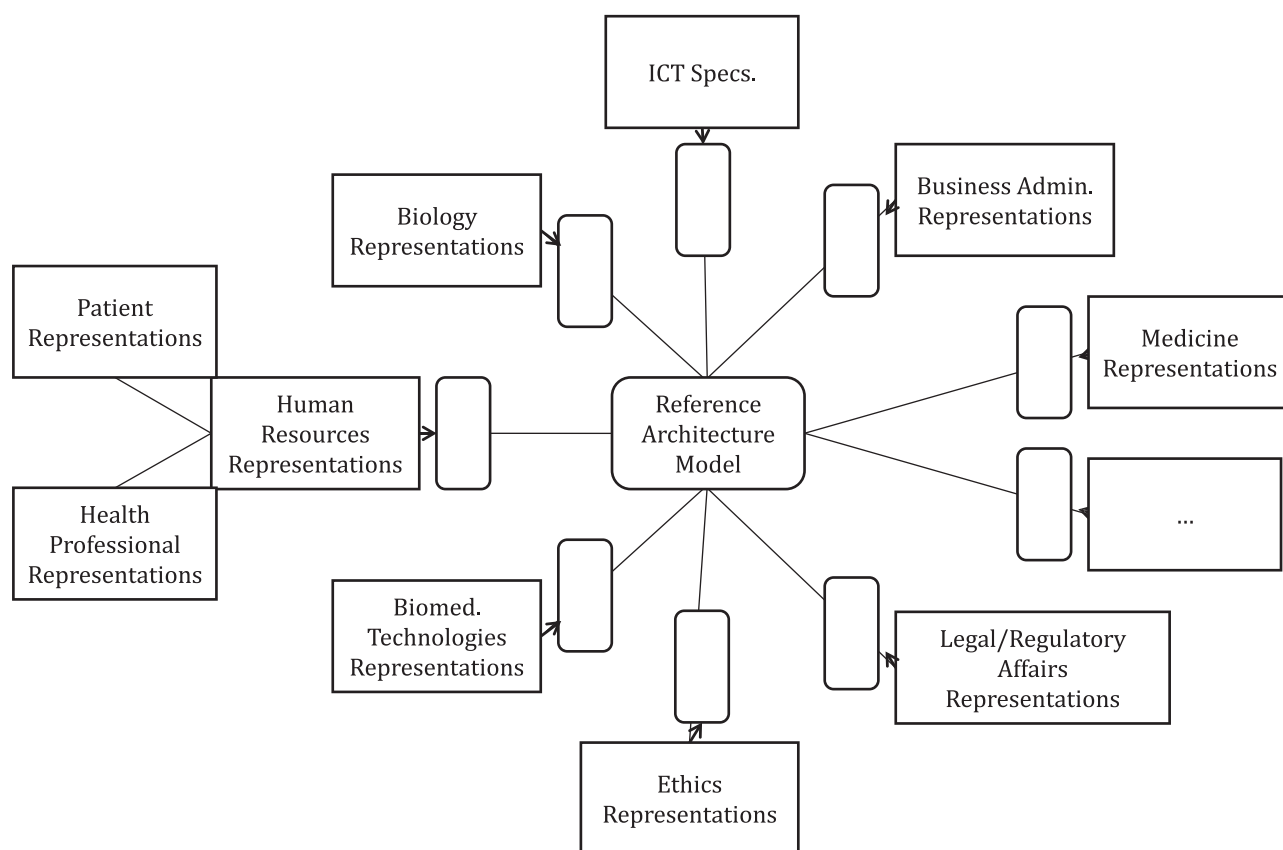 ICT Specs.
Business Admin.
Representations
Biology
Representations
Patient
Representations
Medicine
Representations
Human
Resources
Representations
Reference
Architecture
Model
Health
Professional
Representations
...
Biomed.
Technologies
Representations
Legal/Regulatory
Affairs
Representations
Ethics
Representations